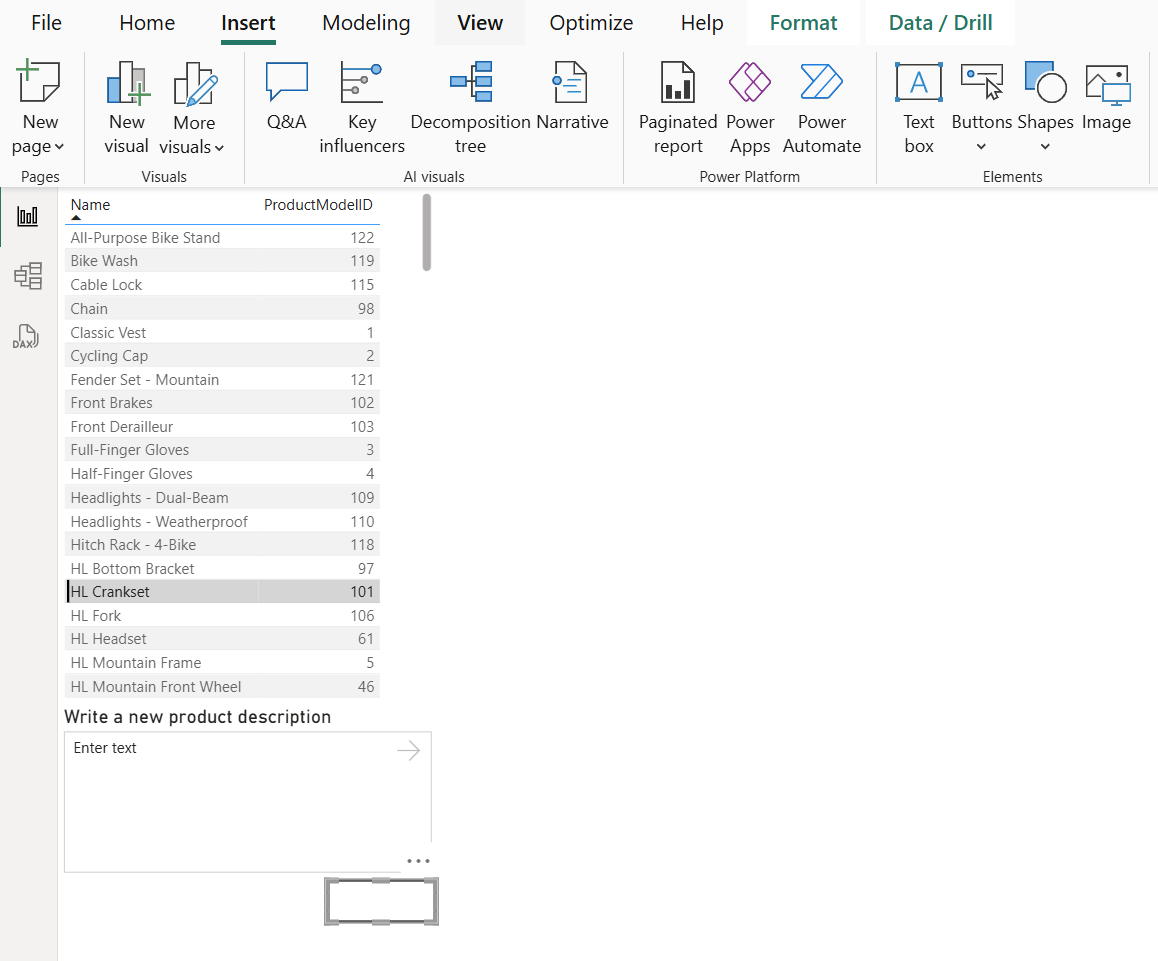 File Home Insert Modeling View Optimize Help Format Data / Drill
New page
New visual
More visuals
Q&A
Key influencers
Decomposition tree
Narrative
Paginated report
Power Apps
Power Automate
A
Text box
Buttons
Shapes
Image
Pages Visuals AI visuals Power Platform Elements
DAX
Name ProductModelID
All-Purpose Bike Stand 122
Bike Wash 119
Cable Lock 115
Chain 98
Classic Vest 1
Cycling Cap 2
Fender Set - Mountain 121
Front Brakes 102
Front Derailleur 103
Full-Finger Gloves 3
Half-Finger Gloves 4
Headlights - Dual-Beam 109
Headlights - Weatherproof 110
Hitch Rack - 4-Bike 118
HL Bottom Bracket 97
HL Crankset 101
HL Fork 106
HL Headset 61
HL Mountain Frame 5
HL Mountain Front Wheel 46
Write a new product description
Enter text